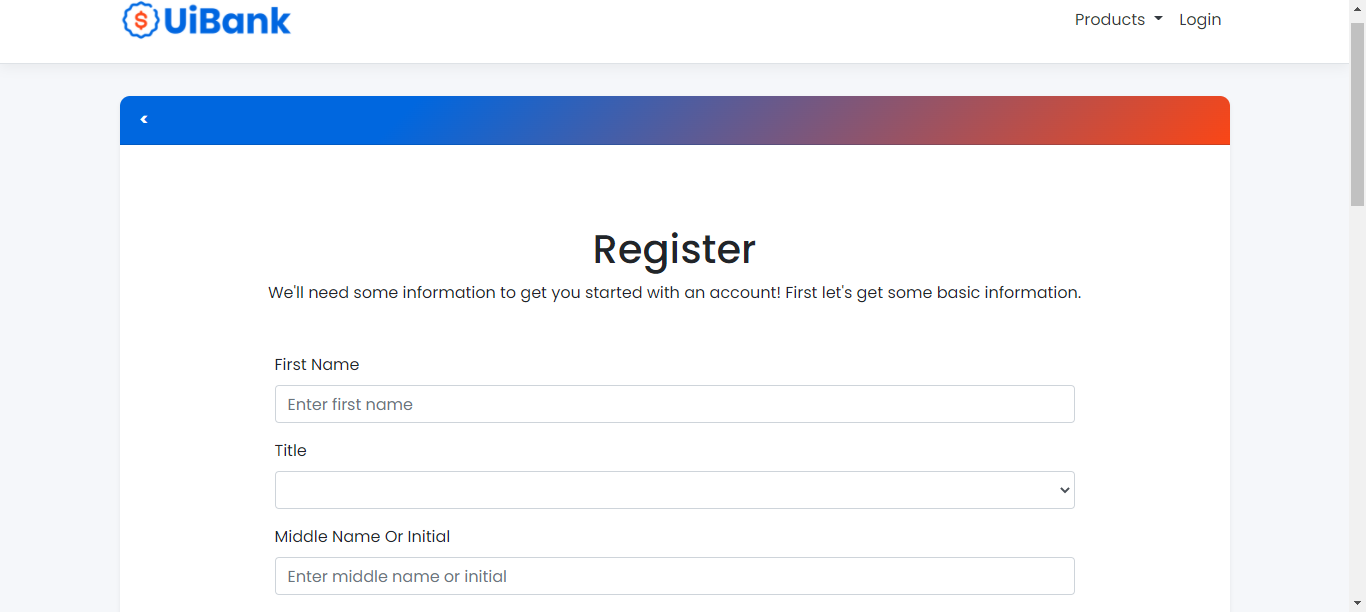 UiBank
Products Login
Register
We'll need some information to get you started with an account! First let's get some basic information.
First Name
Enter first name
Title
Middle Name Or Initial
Enter middle name or initial